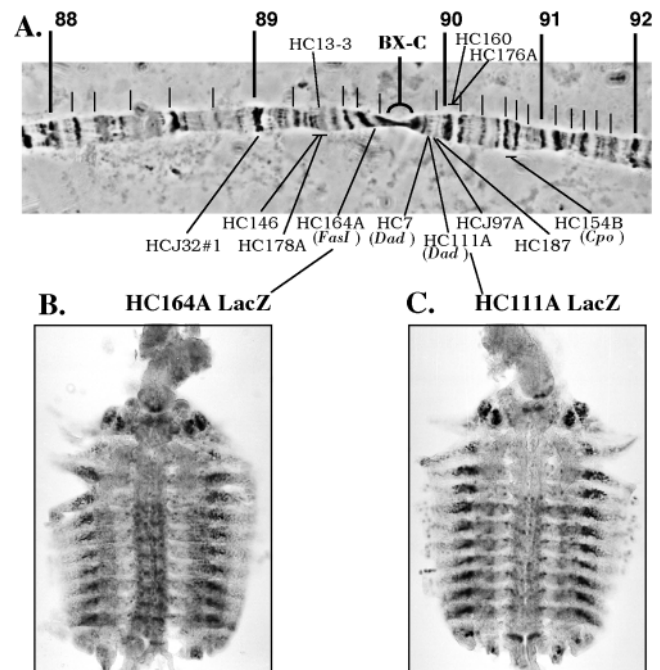 A.
88 89 90 91 92
HC13-3
BX-C
HC160
HC176A
HC146
HC164A
HC7
HCJ97A
HC154B
(FasI )
(Dad )
(Cpo )
HCJ32#1
HC178A
HC111A
HC187
(Dad )
B. HC164A LacZ
C. HC111A LacZ